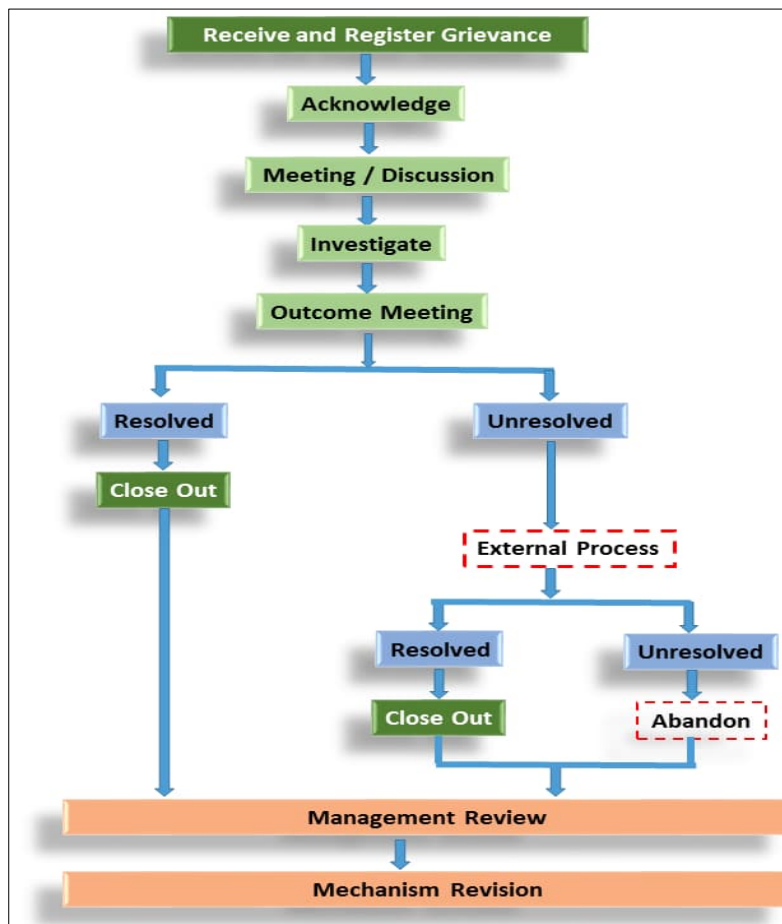 Receive and Register Grievance
Acknowledge
Meeting / Discussion
Investigate
Outcome Meeting
Resolved
Unresolved
Close Out
External Process
Resolved
Unresolved
Close Out
Abandon
Management Review
Mechanism Revision